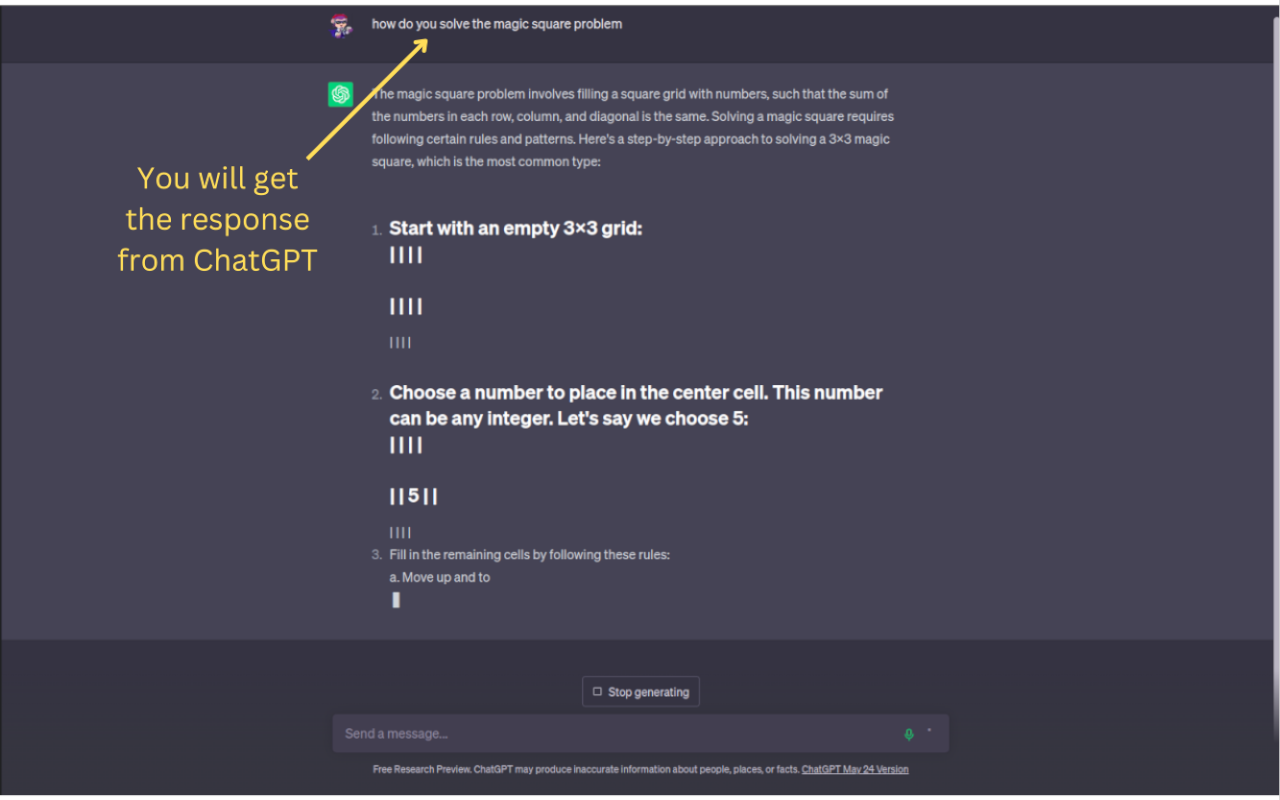 how do you solve the magic square problem
The magic square problem involves filling a square grid with numbers, such that the sum of
the numbers in each row, column, and diagonal is the same. Solving a magic square requires
following certain rules and patterns. Here's a step-by-step approach to solving a 3×3 magic
square, which is the most common type:
You will get
the response
from ChatGPT
1. Start with an empty 3×3 grid:
| | | |
| | | |
| | | |
2. Choose a number to place in the center cell. This number
can be any integer. Let's say we choose 5:
| | | |
| | 5 | |
| | | |
3. Fill in the remaining cells by following these rules:
a. Move up and to
Stop generating
Send a message...
Free Research Preview. ChatGPT may produce inaccurate information about people, places, or facts. ChatGPT May 24 Version